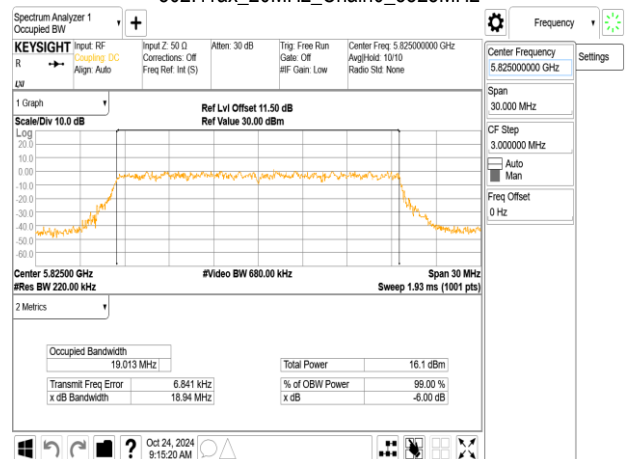 Spectrum Analyzer 1
Occupied BW
+
Frequency
KEYSIGHT
Input: RF
Input Z: 50 Ω
Atten: 30 dB
Trig: Free Run
Center Freq: 5.825000000 GHz
R
Coupling: DC
Corrections: Off
Gate: Off
Avg|Hold: 10/10
Align: Auto
Freq Ref: Int (S)
#IF Gain: Low
Radio Std: None
Center Frequency
5.825000000 GHz
Settings
Span
30.000 MHz
CF Step
3.000000 MHz
Auto
Man
Freq Offset
0 Hz
1 Graph
Ref Lvl Offset 11.50 dB
Scale/Div 10.0 dB
Ref Value 30.00 dBm
Log
20.0
10.0
0.00
-10.0
-20.0
-30.0
-40.0
-50.0
-60.0
Center 5.82500 GHz
#Video BW 680.00 kHz
Span 30 MHz
#Res BW 220.00 kHz
Sweep 1.93 ms (1001 pts)
2 Metrics
Occupied Bandwidth
19.013 MHz
Total Power
16.1 dBm
Transmit Freq Error
6.841 kHz
% of OBW Power
99.00 %
x dB Bandwidth
18.94 MHz
x dB
-6.00 dB
?
Oct 24, 2024
9:15:20 AM